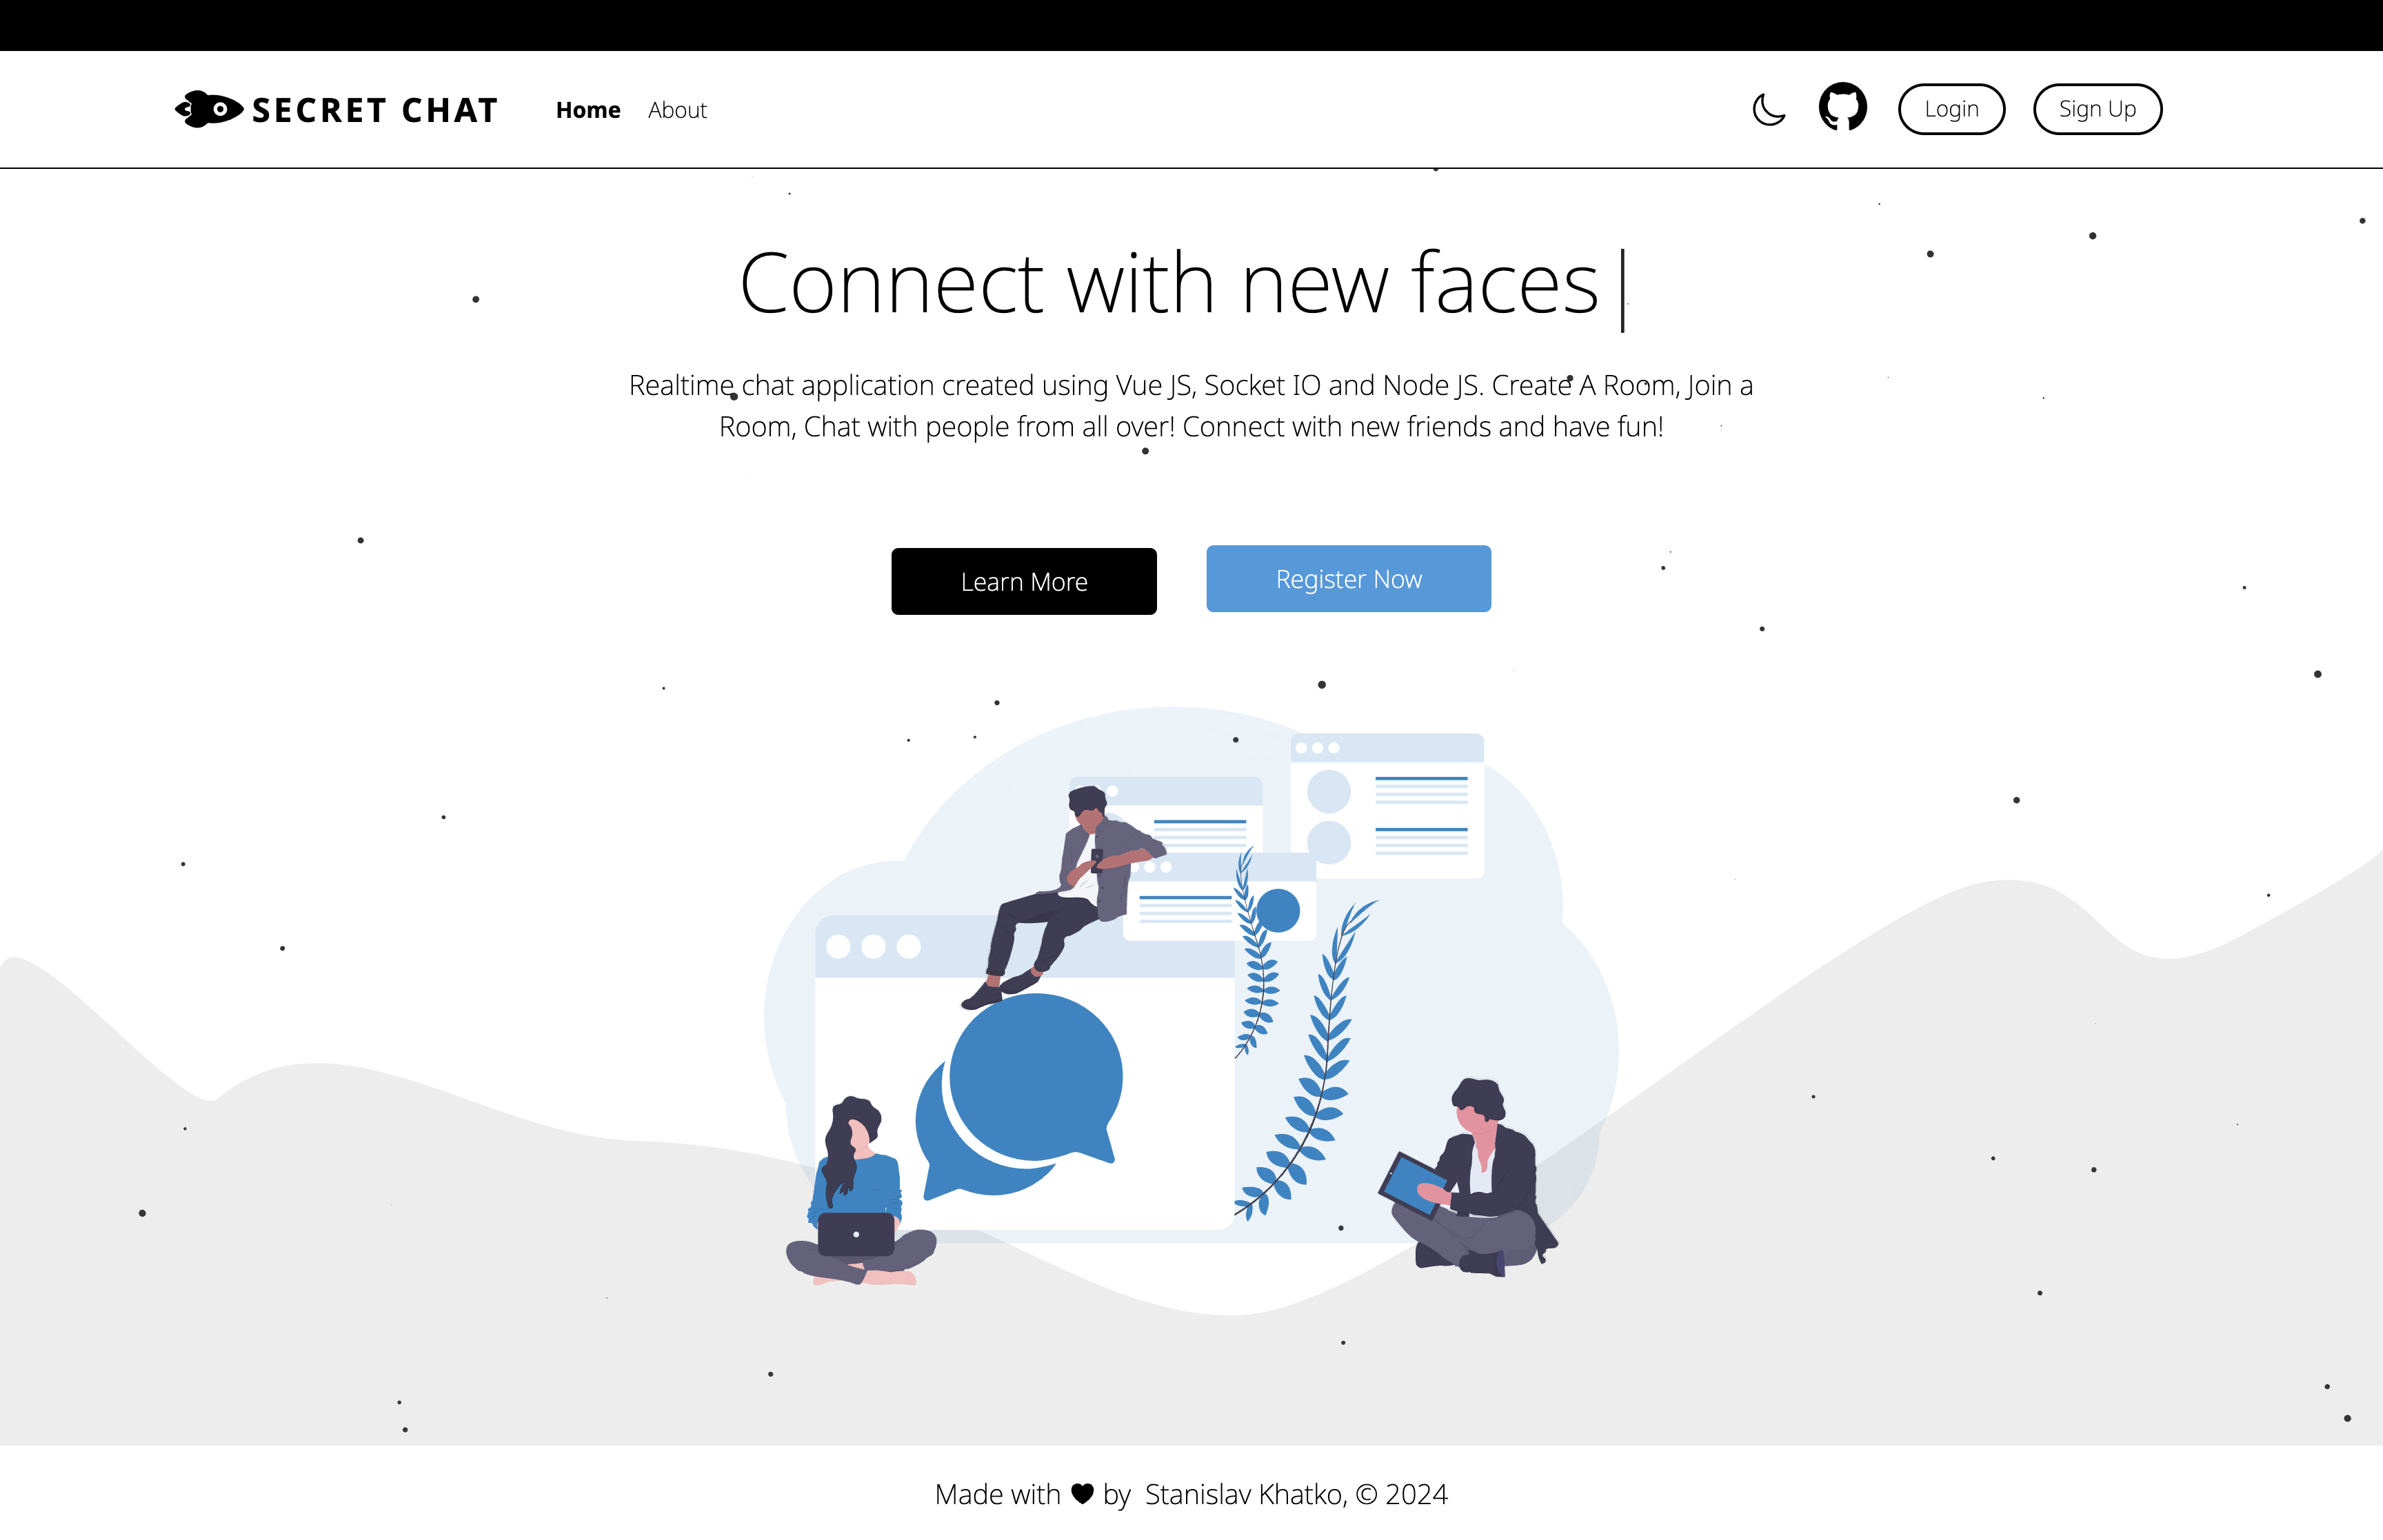 SECRET CHAT
Home
About
Login
Sign Up
Connect with new faces|
Realtime chat application created using Vue JS, Socket IO and Node JS. Create A Room, Join a
Room, Chat with people from all over! Connect with new friends and have fun!
Learn More
Register Now
Made with ♥ by Stanislav Khatko, © 2024